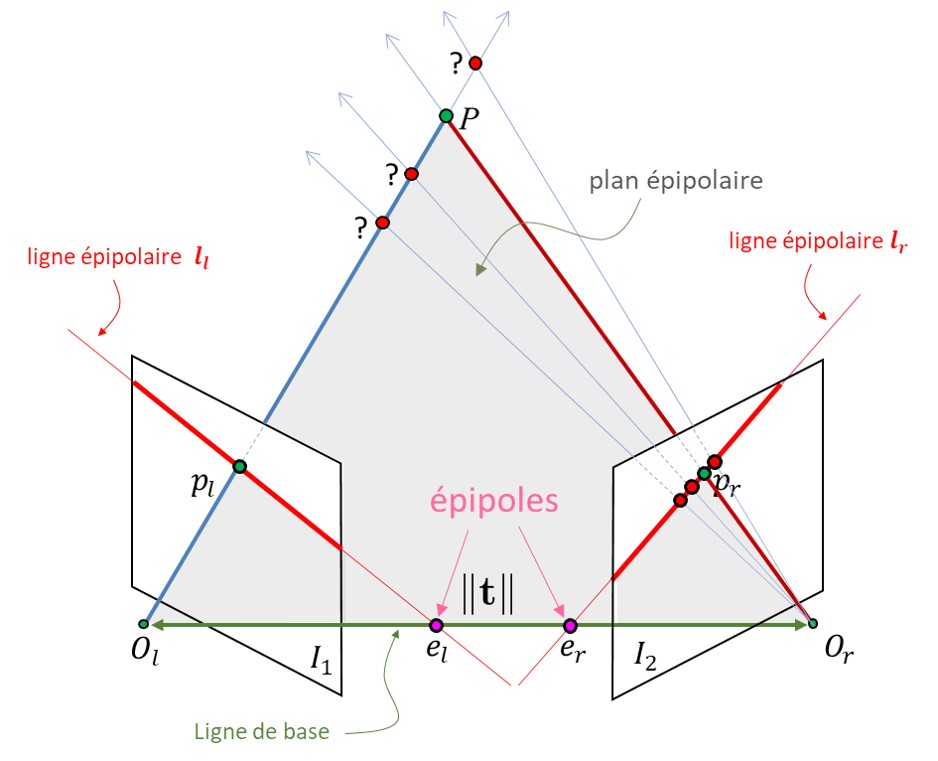 ?
P
?
plan épipolaire
?
ligne épipolaire l_r
ligne épipolaire l_l
p_l
p_r
épipoles
‖t‖
O_l
I_1
e_l
e_r
I_2
O_r
Ligne de base